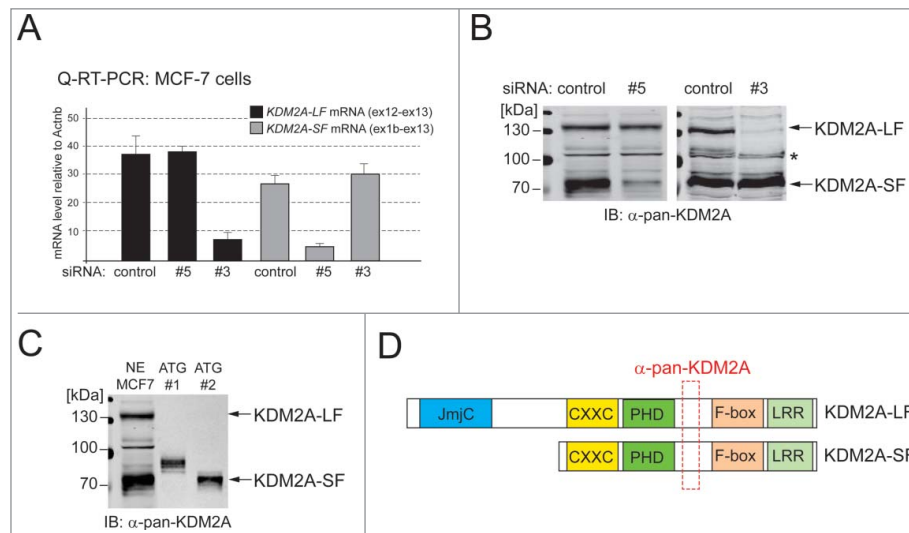 A
Q-RT-PCR: MCF-7 cells
KDM2A-LF mRNA (ex12-ex13)
KDM2A-SF mRNA (ex1b-ex13)
mRNA level relative to Actnb
50
40
30
20
10
siRNA: control #5 #3 control #5 #3
B
siRNA: control #5 control #3
[kDa]
130
100
70
KDM2A-LF
*
KDM2A-SF
IB: α-pan-KDM2A
C
NE MCF7 ATG #1 ATG #2
[kDa]
130
100
70
KDM2A-LF
KDM2A-SF
IB: α-pan-KDM2A
D
α-pan-KDM2A
JmjC CXXC PHD F-box LRR KDM2A-LF
CXXC PHD F-box LRR KDM2A-SF